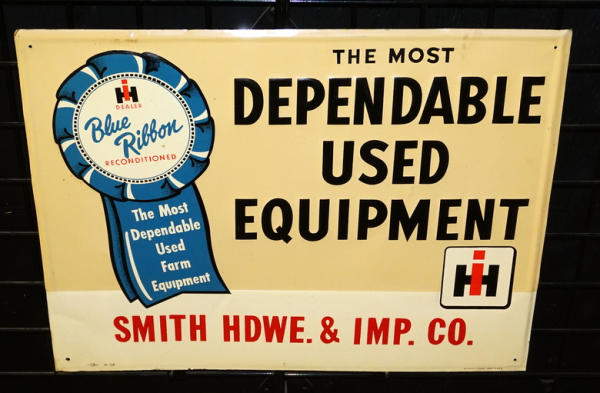 THE MOST
DEPENDABLE
USED
EQUIPMENT
IH
DEALER
Blue
Ribbon
RECONDITIONED
The Most
Dependable
Used
Farm
Equipment
IH
SMITH HDWE. & IMP. CO.